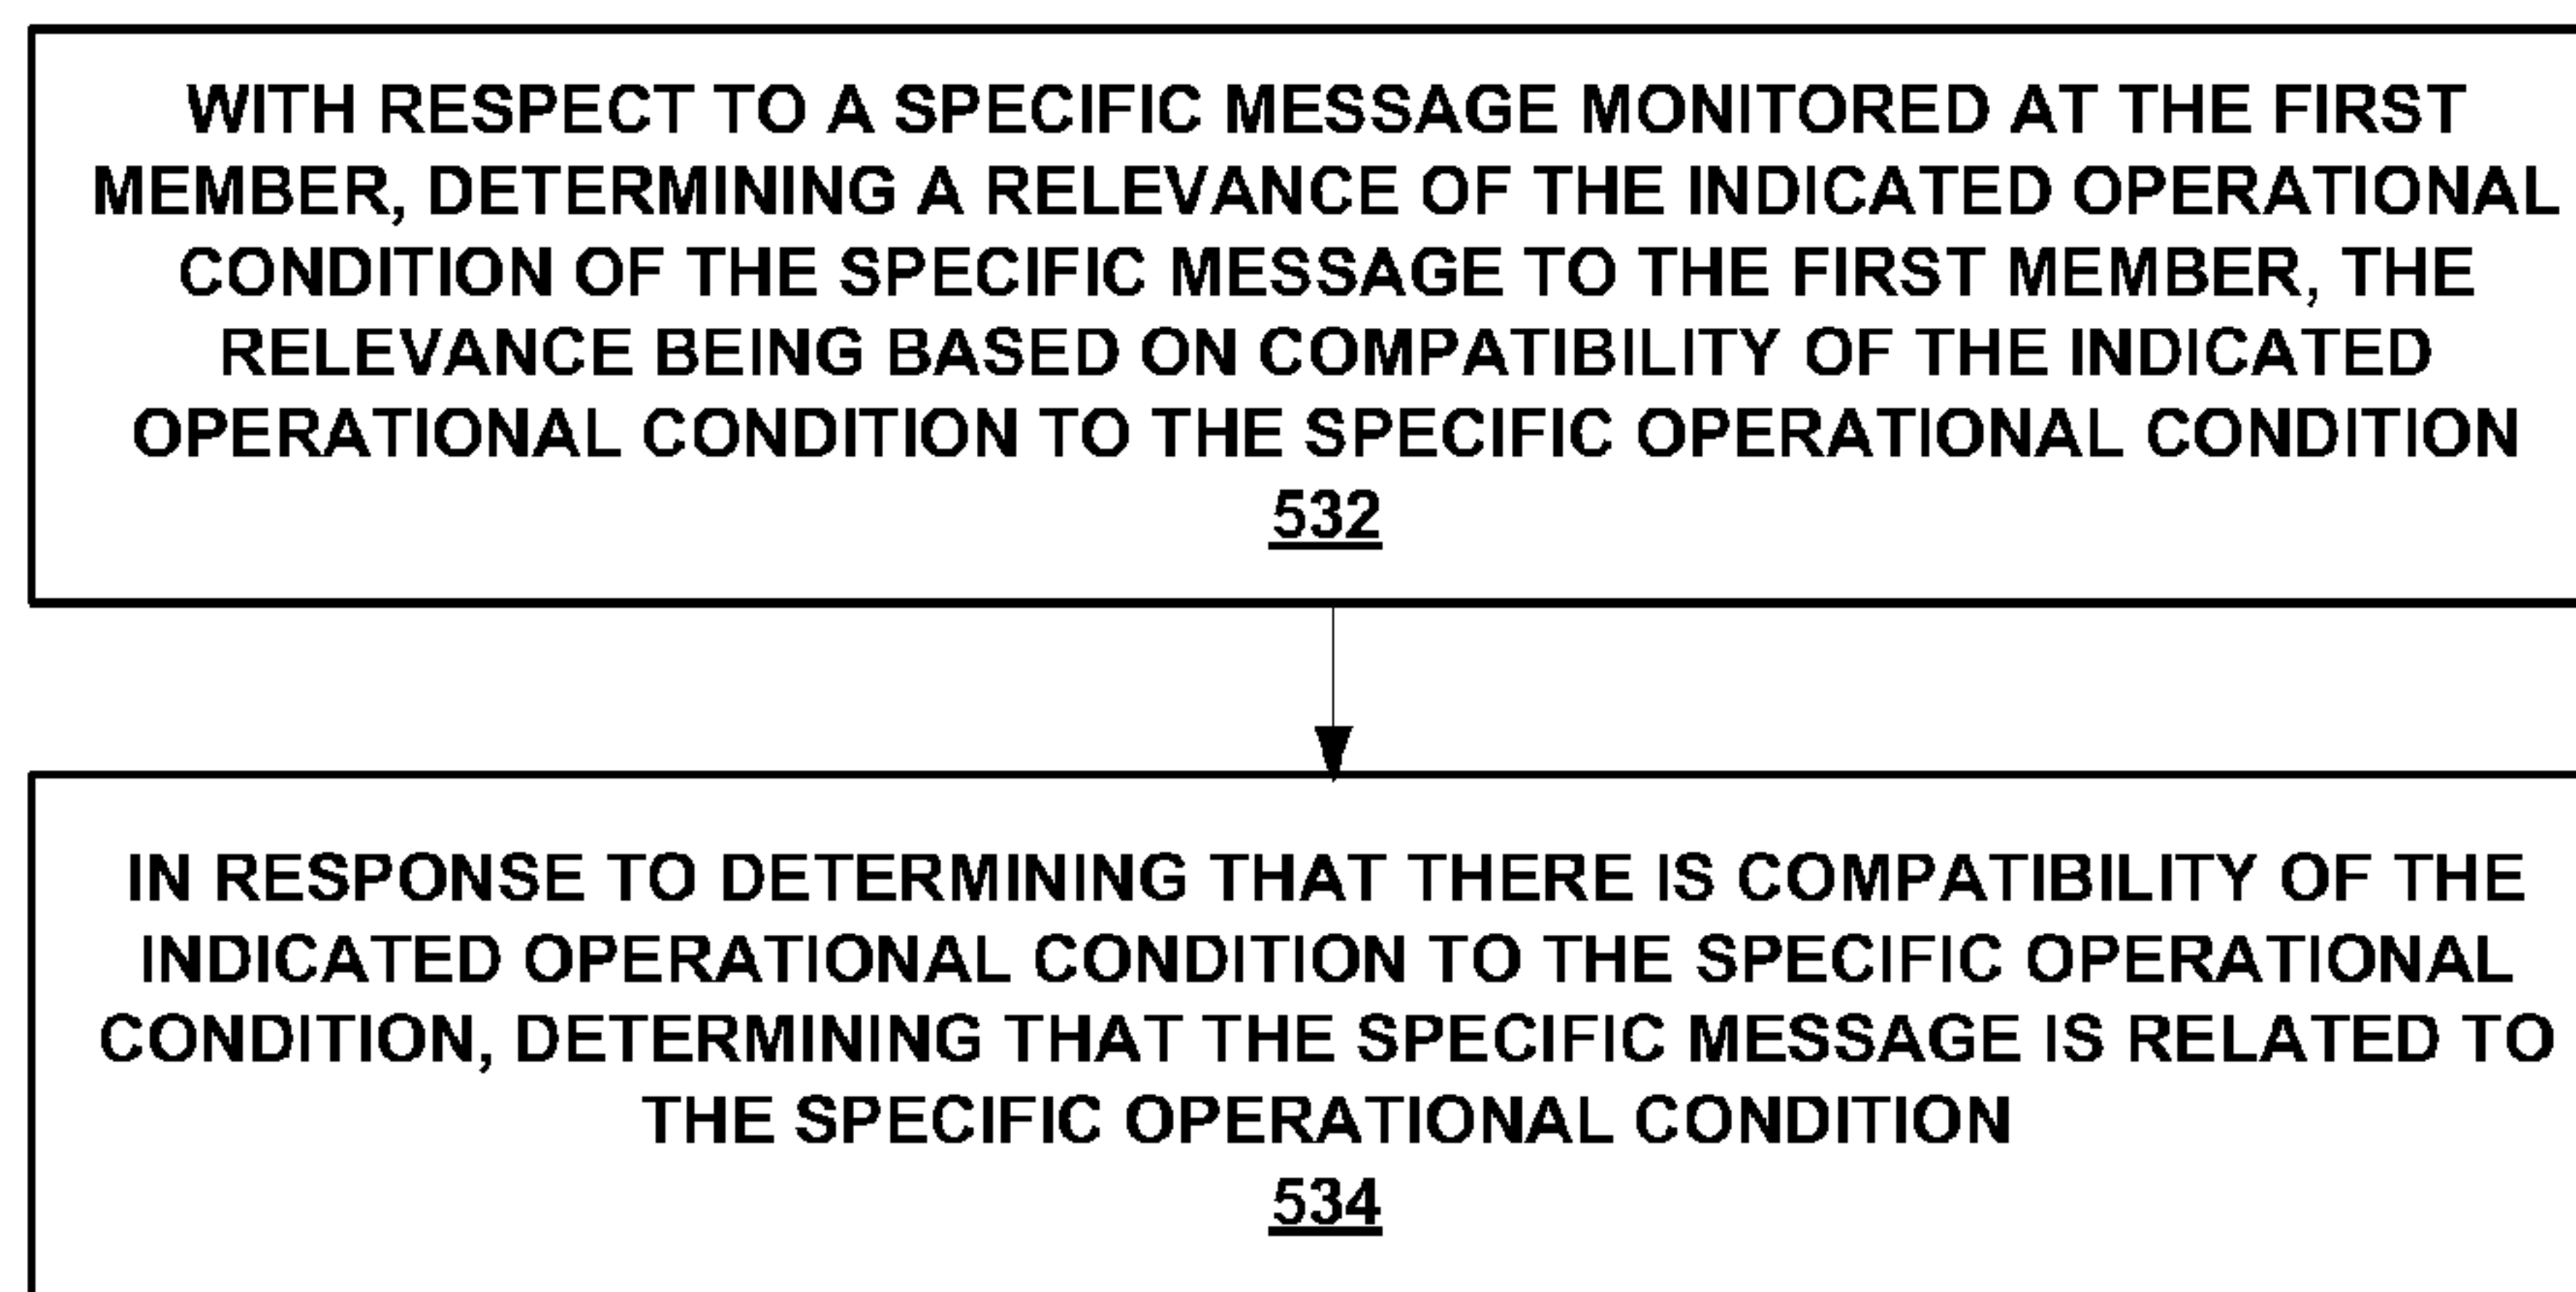 WITH RESPECT TO A SPECIFIC MESSAGE MONITORED AT THE FIRST
MEMBER, DETERMINING A RELEVANCE OF THE INDICATED OPERATIONAL
CONDITION OF THE SPECIFIC MESSAGE TO THE FIRST MEMBER, THE
RELEVANCE BEING BASED ON COMPATIBILITY OF THE INDICATED
OPERATIONAL CONDITION TO THE SPECIFIC OPERATIONAL CONDITION
532
IN RESPONSE TO DETERMINING THAT THERE IS COMPATIBILITY OF THE
INDICATED OPERATIONAL CONDITION TO THE SPECIFIC OPERATIONAL
CONDITION, DETERMINING THAT THE SPECIFIC MESSAGE IS RELATED TO
THE SPECIFIC OPERATIONAL CONDITION
534